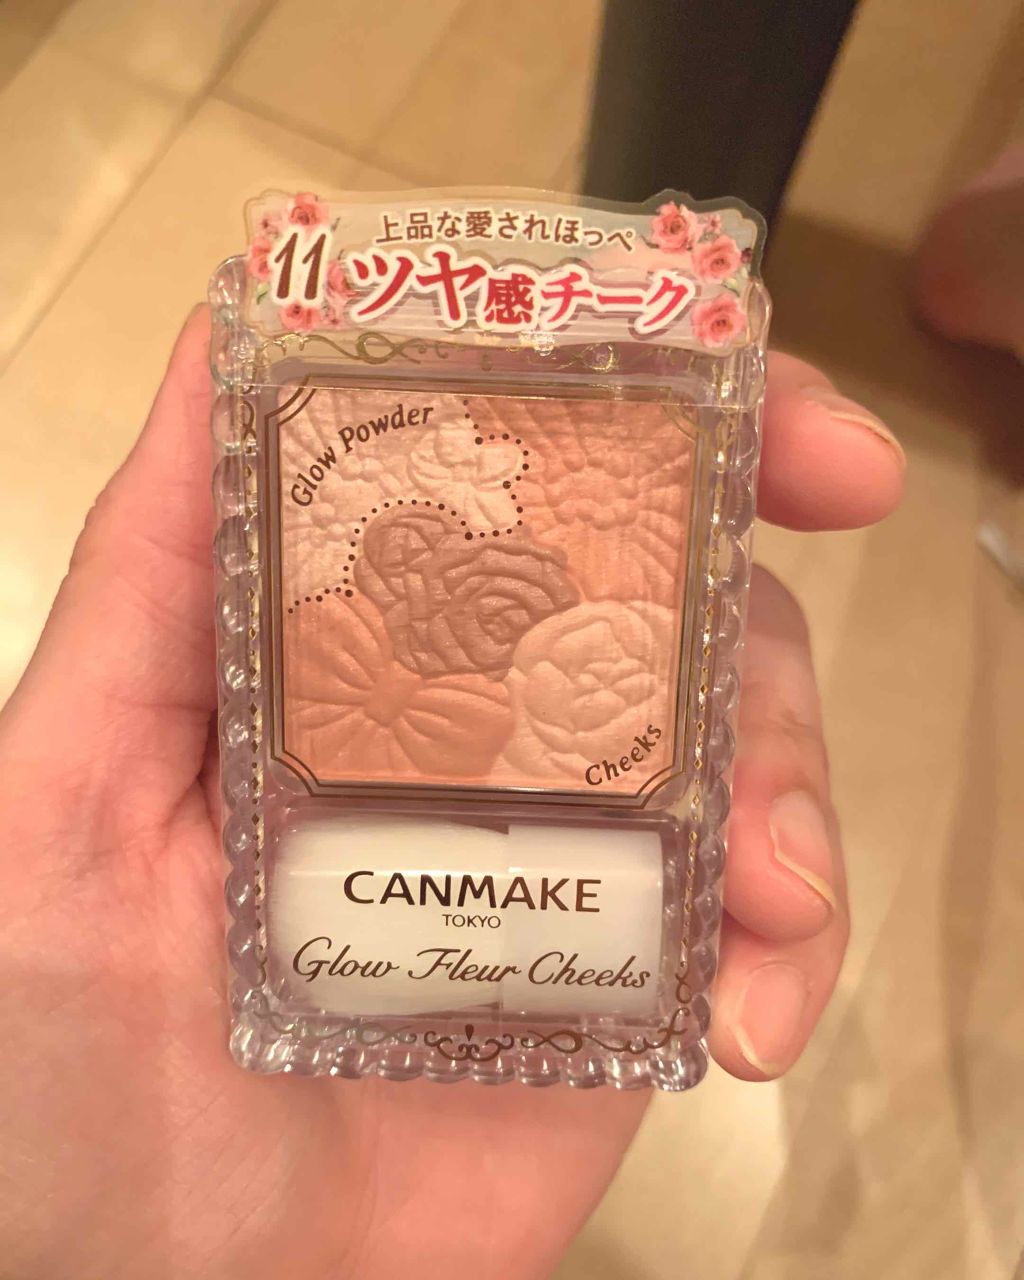 上品な愛されほっぺ
11 ツヤ感チーク
Glow Powder
Cheeks
CANMAKE
TOKYO
Glow Fleur Cheeks